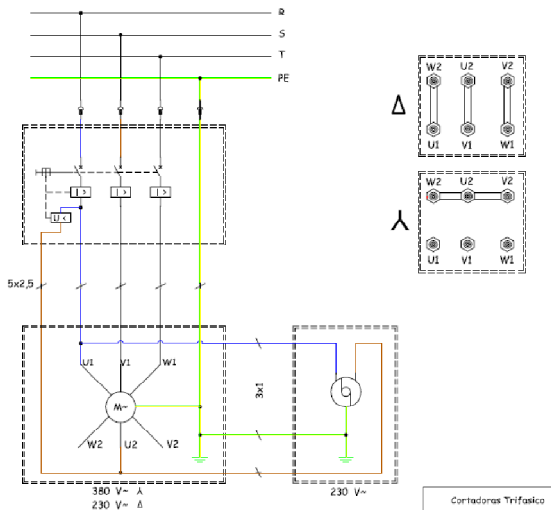 R
S
T
PE
W2 U2 V2
Δ
U1 V1 W1
W2 U2 V2
U1 V1 W1
I > I > I >
U <
5x2,5
U1 V1 W1
M~
W2 U2 V2
3x1
380 V~ ⅄
230 V~ Δ
230 V~
Cortadoras Trifasico